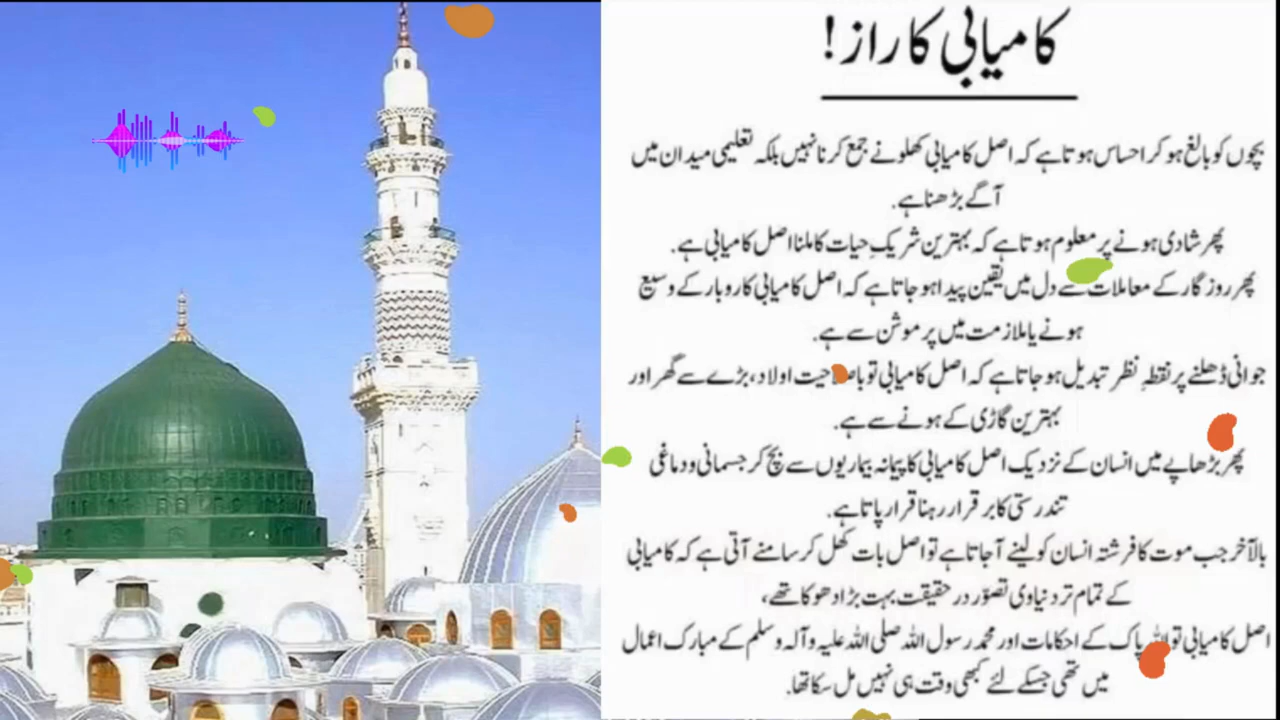 کامیابی کا راز!
بچوں کو بالغ ہو کر احساس ہوتا ہے کہ اصل کامیابی کھلونے جمع کرنا نہیں بلکہ تعلیمی میدان میں
آگے بڑھنا ہے.
پھر شادی ہونے پر معلوم ہوتا ہے کہ بہترین شریکِ حیات کا ملنا اصل کامیابی ہے.
پھر روزگار کے معاملات سے دل میں یقین پیدا ہو جاتا ہے کہ اصل کامیابی کاروبار کے وسیع
ہونے یا ملازمت میں پرموشن سے ہے.
جوانی ڈھلنے پر نقطہِ نظر تبدیل ہو جاتا ہے کہ اصل کامیابی تو باصلاحیت اولاد، بڑے سے گھر اور
بہترین گاڑی کے ہونے سے ہے.
پھر بڑھاپے میں انسان کے نزدیک اصل کامیابی کا پیمانہ بیماریوں سے بچ کر جسمانی و دماغی
تندرستی کا برقرار رہنا قرار پاتا ہے.
بالآخر جب موت کا فرشتہ انسان کو لینے آ جاتا ہے تو اصل بات کھل کر سامنے آتی ہے کہ کامیابی
کے تمام تر دنیاوی تصوّر در حقیقت بہت بڑا دھوکا تھے،
اصل کامیابی تو اللہ پاک کے احکامات اور محمد رسول اللہ صلی اللہ علیہ وآلہ وسلم کے مبارک اعمال
میں تھی جسکے لئے کبھی وقت ہی نہیں مل سکا تھا.